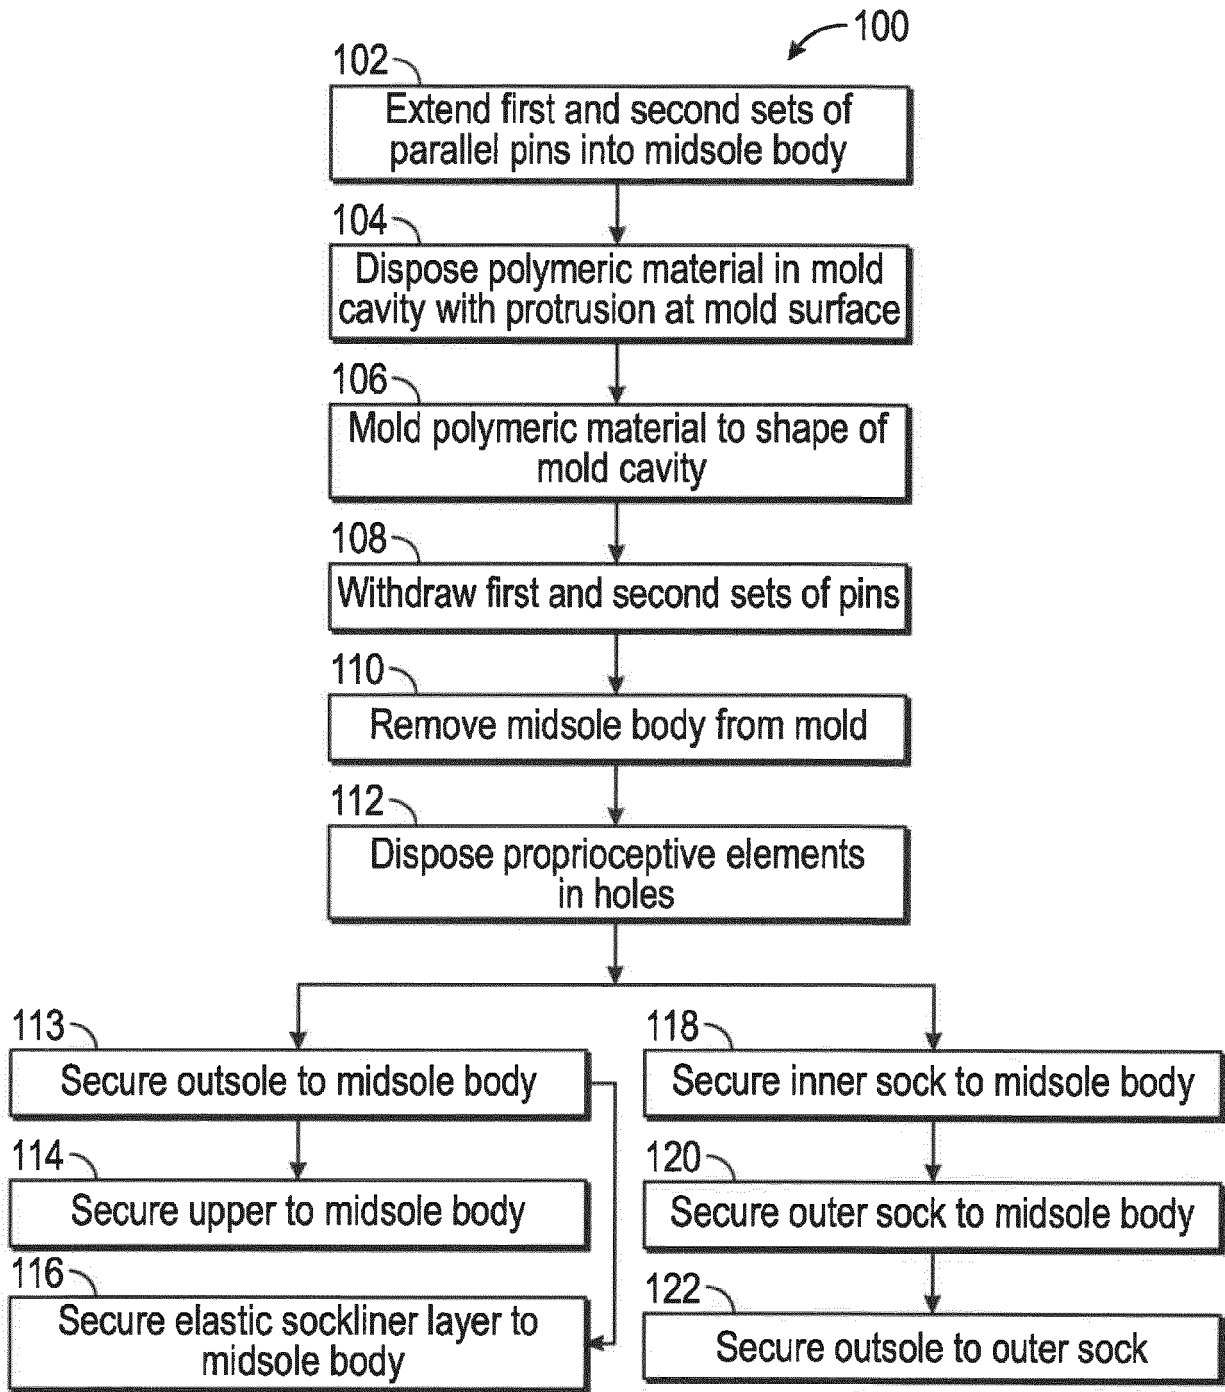 100
102
Extend first and second sets of
parallel pins into midsole body
104
Dispose polymeric material in mold
cavity with protrusion at mold surface
106
Mold polymeric material to shape of
mold cavity
108
Withdraw first and second sets of pins
110
Remove midsole body from mold
112
Dispose proprioceptive elements
in holes
113
Secure outsole to midsole body
114
Secure upper to midsole body
116
Secure elastic sockliner layer to
midsole body
118
Secure inner sock to midsole body
120
Secure outer sock to midsole body
122
Secure outsole to outer sock